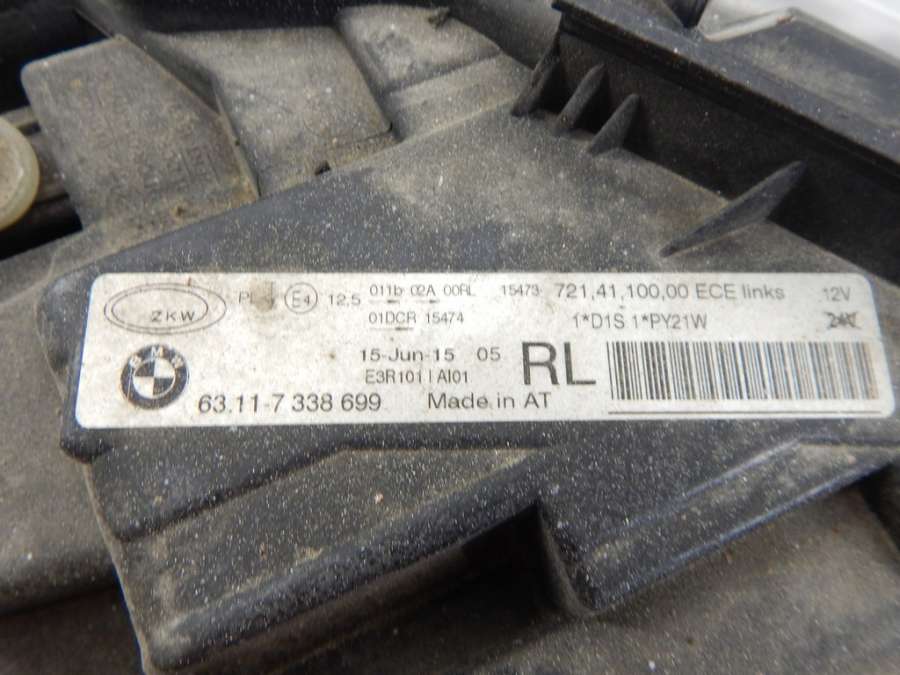 ZKW
E4 12,5 011b 02A 00RL 15473 721,41,100,00 ECE links 12V
01DCR 15474 1*D1S 1*PY21W 24V
15-Jun-15 05 RL
E3R101 I AI01
BMW
63.11-7 338 699 Made in AT